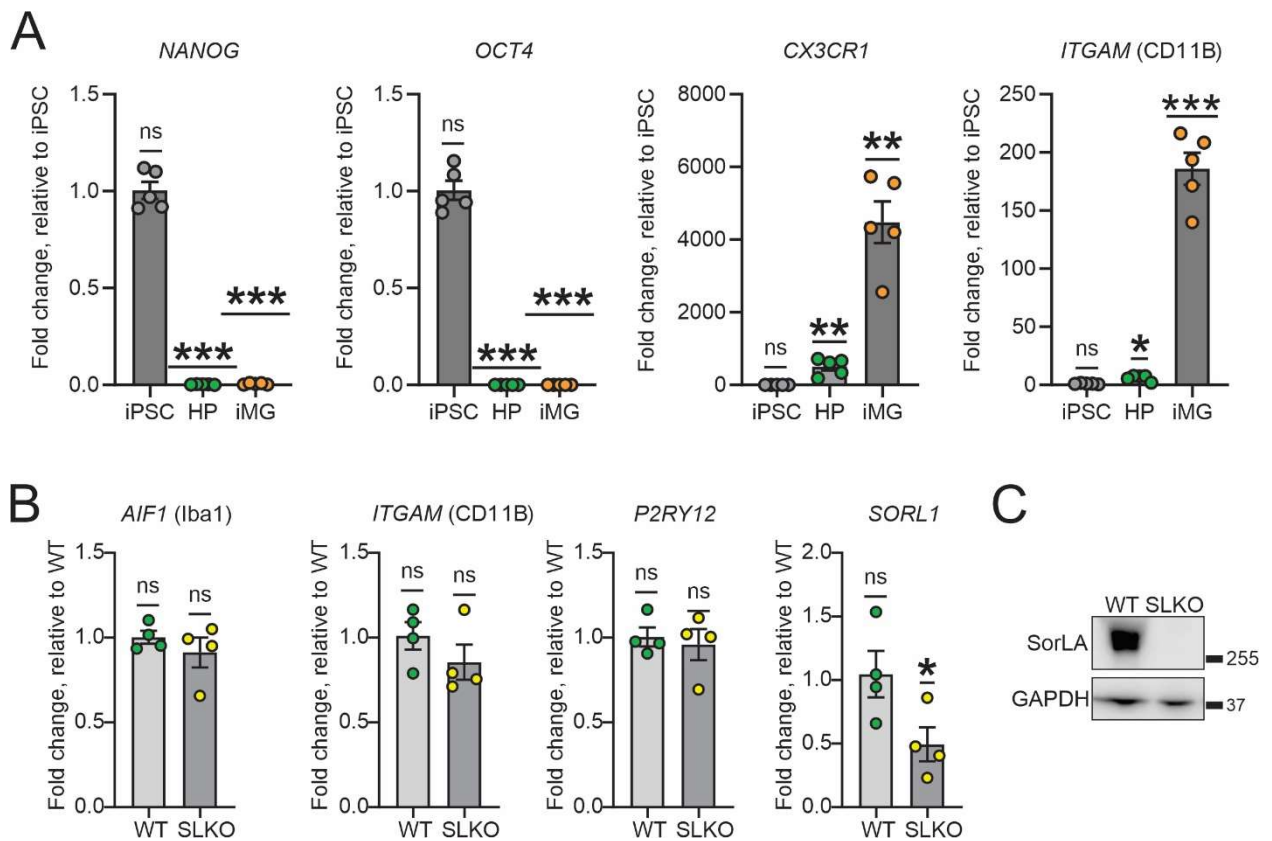 A
NANOG
Fold change, relative to iPSC
1.5
1.0
0.5
0.0
ns
***
***
iPSC HP iMG
OCT4
Fold change, relative to iPSC
1.5
1.0
0.5
0.0
ns
***
***
iPSC HP iMG
CX3CR1
Fold change, relative to iPSC
8000
6000
4000
2000
0
ns
**
**
iPSC HP iMG
ITGAM (CD11B)
Fold change, relative to iPSC
250
200
150
100
50
0
ns
*
***
iPSC HP iMG
B
AIF1 (Iba1)
Fold change, relative to WT
1.5
1.0
0.5
0.0
ns
ns
WT SLKO
ITGAM (CD11B)
Fold change, relative to WT
1.5
1.0
0.5
0.0
ns
ns
WT SLKO
P2RY12
Fold change, relative to WT
1.5
1.0
0.5
0.0
ns
ns
WT SLKO
SORL1
Fold change, relative to WT
2.0
1.5
1.0
0.5
0.0
ns
*
WT SLKO
C
WT SLKO
SorLA
255
GAPDH
37